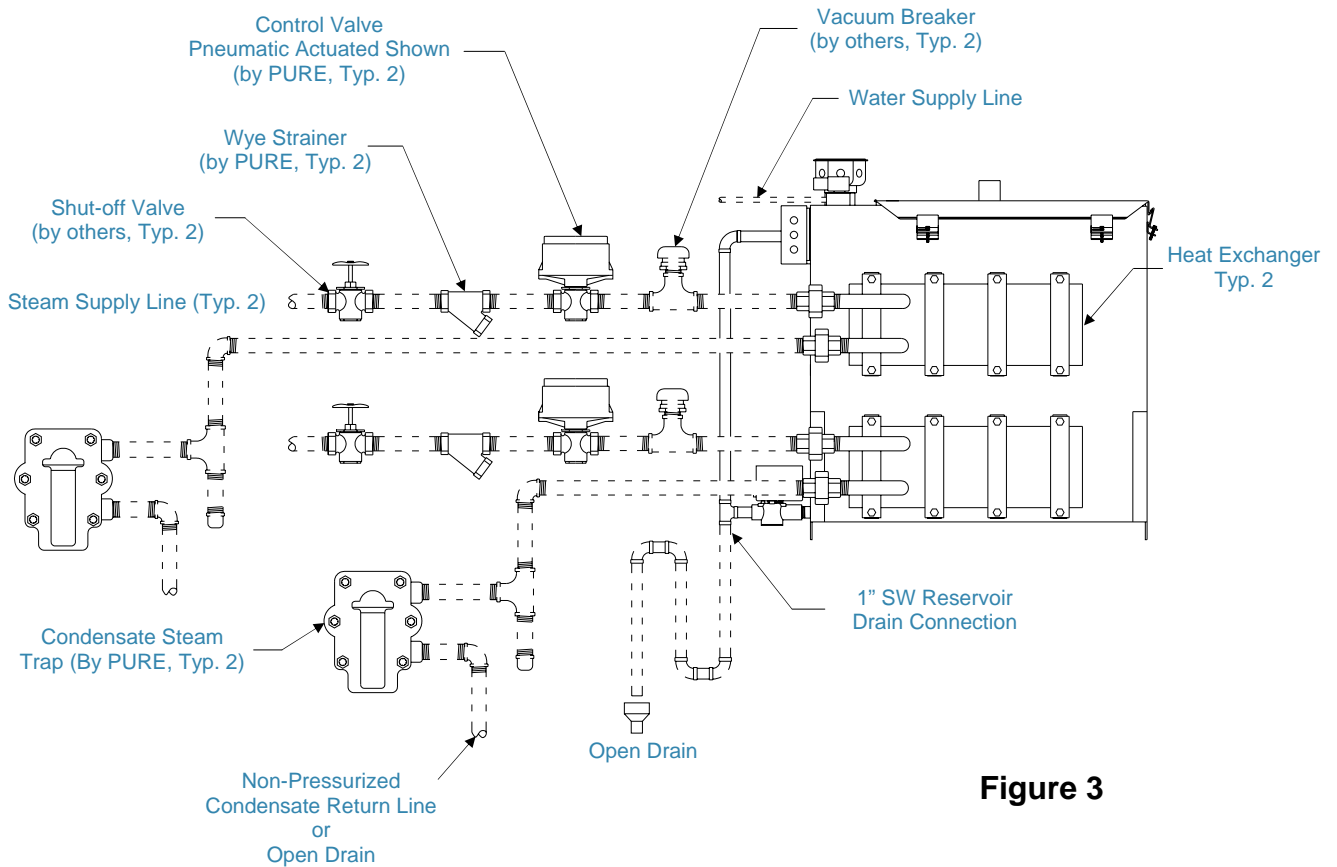 Control Valve
Pneumatic Actuated Shown
(by PURE, Typ. 2)
Vacuum Breaker
(by others, Typ. 2)
Water Supply Line
Wye Strainer
(by PURE, Typ. 2)
Shut-off Valve
(by others, Typ. 2)
Steam Supply Line (Typ. 2)
Heat Exchanger
Typ. 2
1” SW Reservoir
Drain Connection
Condensate Steam
Trap (By PURE, Typ. 2)
Open Drain
Non-Pressurized
Condensate Return Line
or
Open Drain
Figure 3